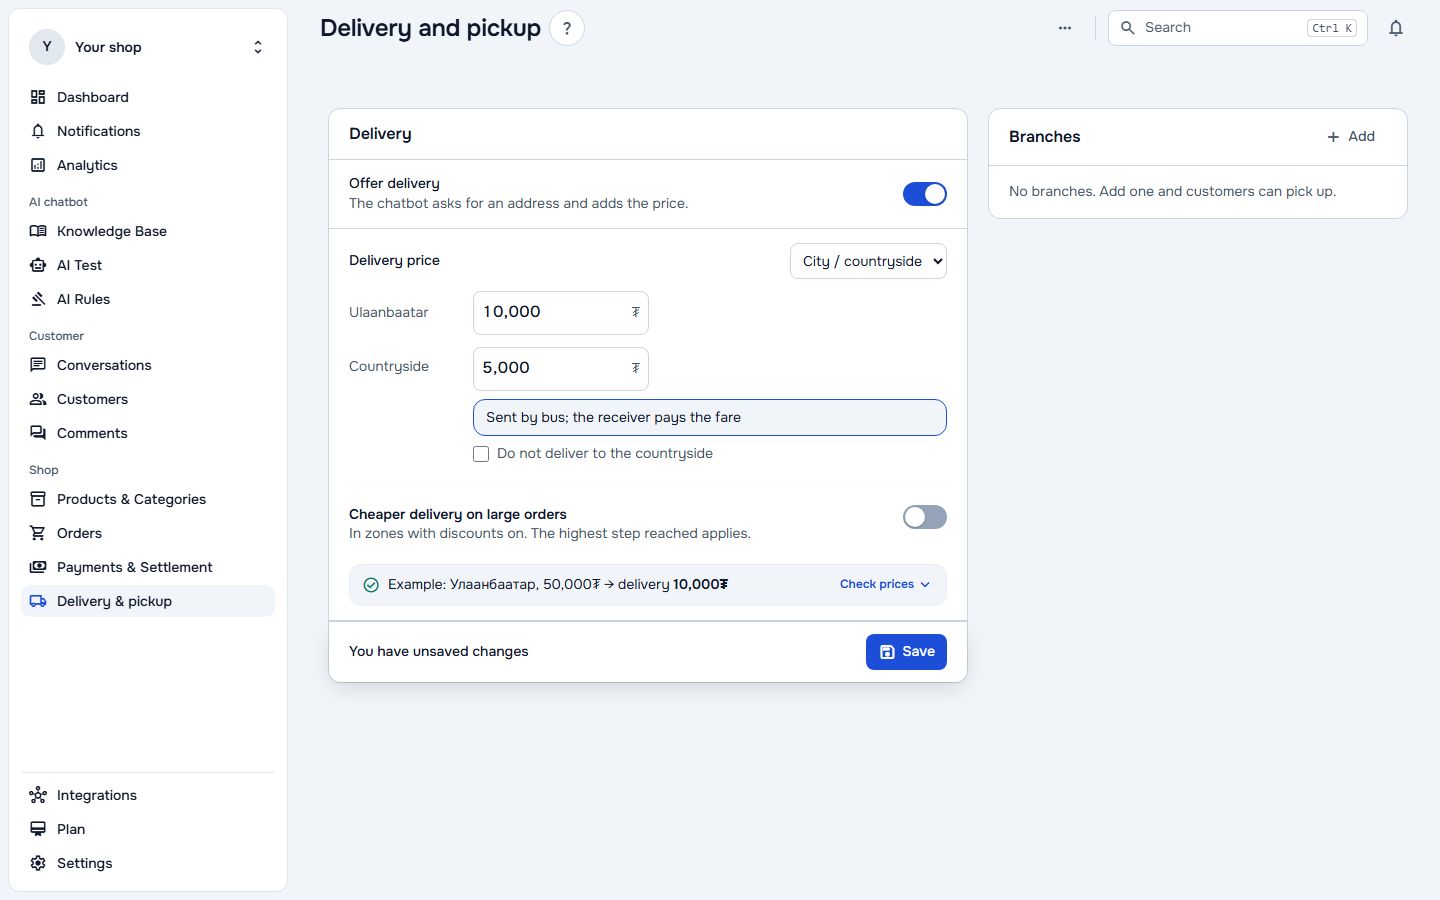 Y Your shop
Dashboard
Notifications
Analytics
AI chatbot
Knowledge Base
AI Test
AI Rules
Customer
Conversations
Customers
Comments
Shop
Products & Categories
Orders
Payments & Settlement
Delivery & pickup
Integrations
Plan
Settings
Delivery and pickup ?
Search Ctrl K
Delivery
Offer delivery
The chatbot asks for an address and adds the price.
Delivery price City / countryside
Ulaanbaatar 10,000 ₮
Countryside 5,000 ₮
Sent by bus; the receiver pays the fare
Do not deliver to the countryside
Cheaper delivery on large orders
In zones with discounts on. The highest step reached applies.
Example: Улаанбаатар, 50,000₮ → delivery 10,000₮ Check prices
You have unsaved changes Save
Branches + Add
No branches. Add one and customers can pick up.